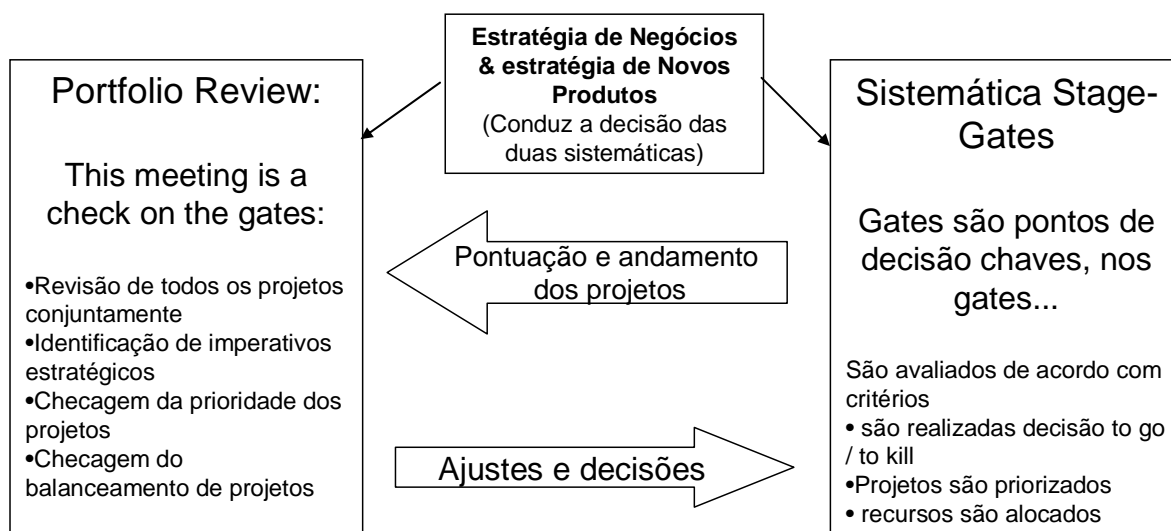 Estratégia de Negócios
& estratégia de Novos
Produtos
(Conduz a decisão das
duas sistemáticas)
Portfolio Review:
This meeting is a
check on the gates:
•Revisão de todos os projetos
conjuntamente
•Identificação de imperativos
estratégicos
•Checagem da prioridade dos
projetos
•Checagem do
balanceamento de projetos
Pontuação e andamento
dos projetos
Ajustes e decisões
Sistemática Stage-
Gates
Gates são pontos de
decisão chaves, nos
gates...
São avaliados de acordo com
critérios
• são realizadas decisão to go
/ to kill
•Projetos são priorizados
• recursos são alocados